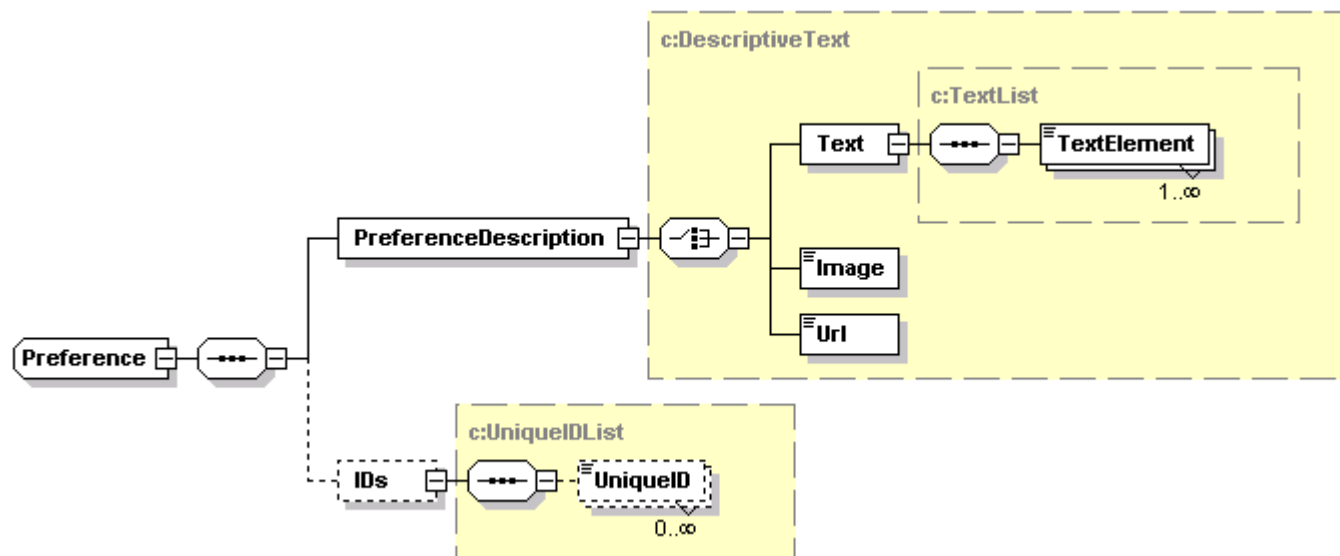 c:DescriptiveText
c:TextList
Text
TextElement
1..∞
PreferenceDescription
Image
Url
Preference
c:UniqueIDList
IDs
UniqueID
0..∞